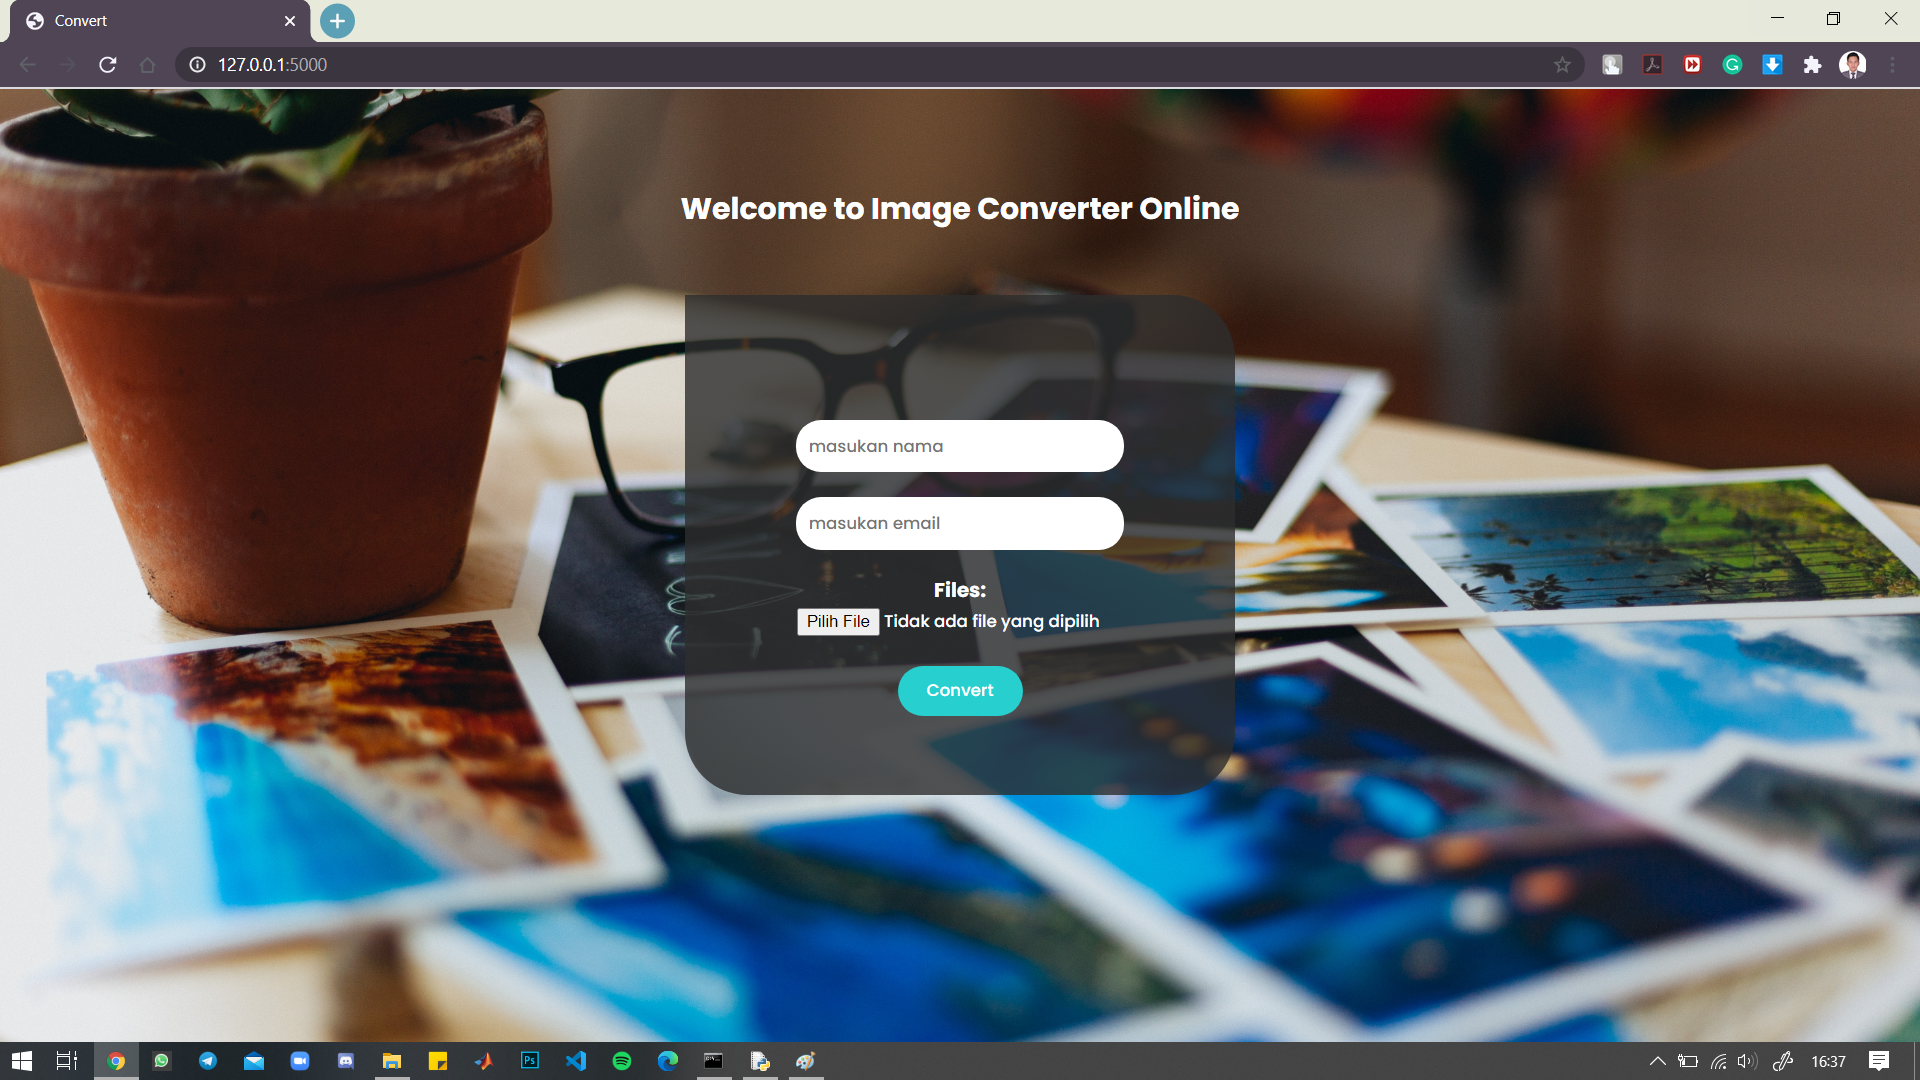 Convert
127.0.0.1:5000
Welcome to Image Converter Online
masukan nama
masukan email
Files:
Pilih File Tidak ada file yang dipilih
Convert
Ps
16:37